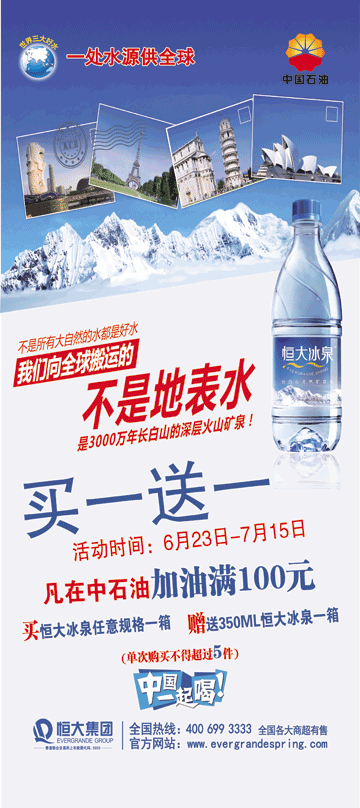 世界三大好水
一处水源供全球
中国石油
恒大冰泉
EVERGRANDE SPRING
不是所有大自然的水都是好水
我们向全球搬运的
不是地表水
是3000万年长白山的深层火山矿泉！
买一送一
活动时间：6月23日-7月15日
凡在中石油加油满100元
买恒大冰泉任意规格一箱 赠送350ML恒大冰泉一箱
(单次购买不得超过5件)
中国一起喝！
恒大集团
EVERGRANDE GROUP
全国热线：400 699 3333 全国各大商超有售
官方网站：www.evergrandespring.com